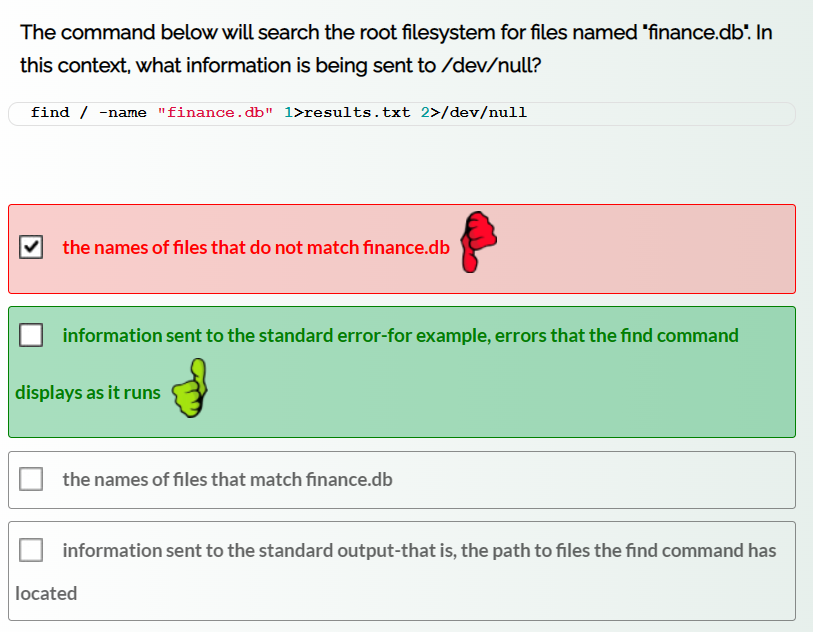 The command below will search the root filesystem for files named "finance.db". In
this context, what information is being sent to /dev/null?
find / -name "finance.db" 1>results.txt 2>/dev/null
the names of files that do not match finance.db
information sent to the standard error-for example, errors that the find command
displays as it runs
the names of files that match finance.db
information sent to the standard output-that is, the path to files the find command has
located